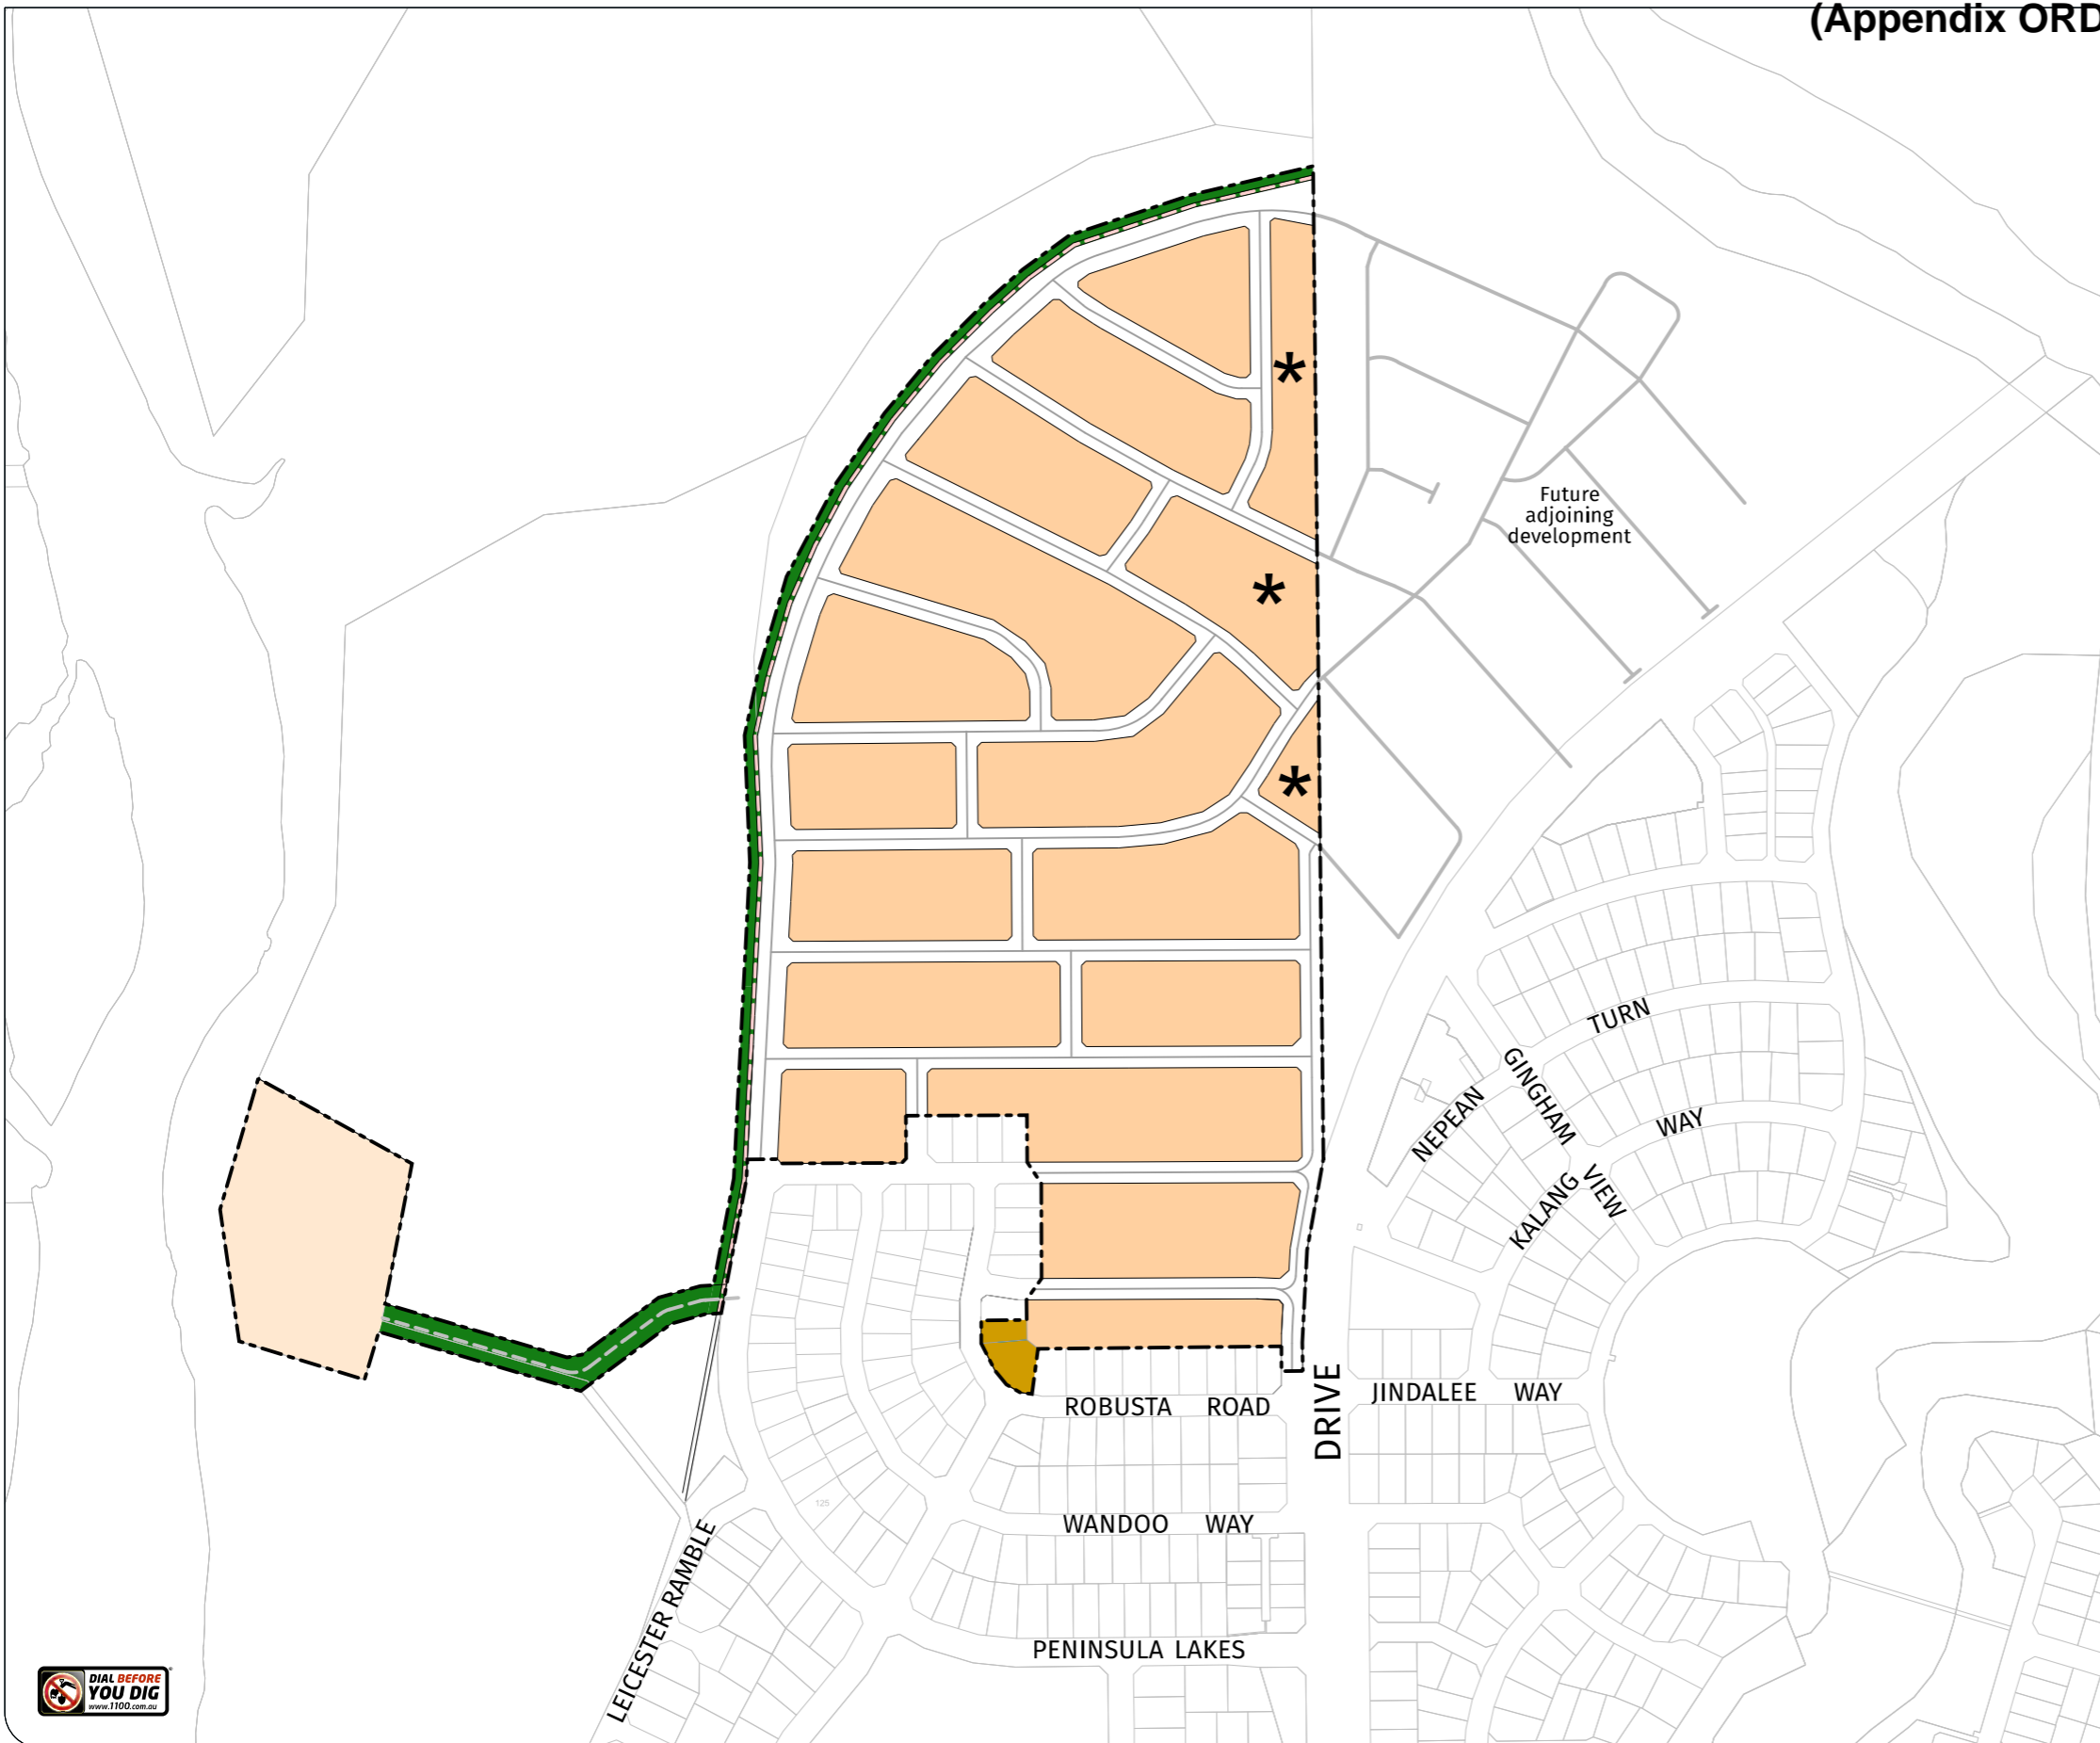 (Appendix ORD
*
*
*
Future
adjoining
development
TURN
GINGHAM
VIEW
NEPEAN
WAY
KALANG
DRIVE
JINDALEE WAY
ROBUSTA ROAD
125
WANDOO WAY
LEICESTER RAMBLE
PENINSULA LAKES
DIAL BEFORE
YOU DIG
www.1100.com.au